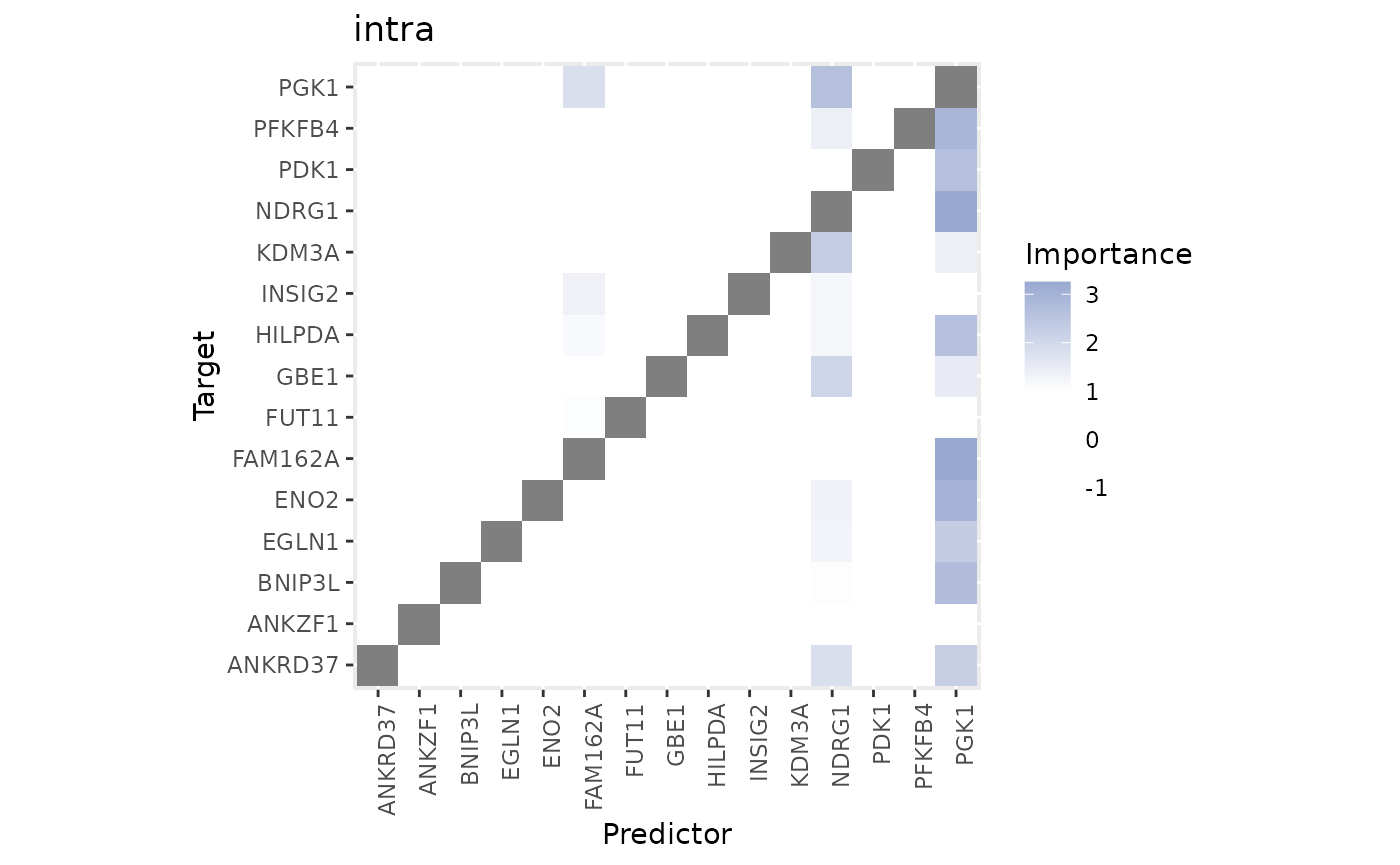 intra
PGK1
PFKFB4
PDK1
NDRG1
KDM3A
INSIG2
HILPDA
GBE1
FUT11
FAM162A
ENO2
EGLN1
BNIP3L
ANKZF1
ANKRD37
Target
ANKRD37
ANKZF1
BNIP3L
EGLN1
ENO2
FAM162A
FUT11
GBE1
HILPDA
INSIG2
KDM3A
NDRG1
PDK1
PFKFB4
PGK1
Predictor
Importance
3
2
1
0
-1